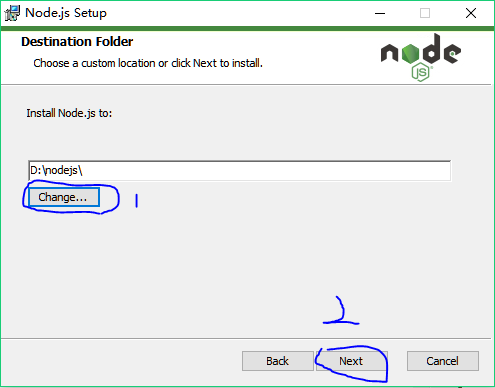 Node.js Setup
Destination Folder
Choose a custom location or click Next to install.
node
JS
Install Node.js to:
D:\nodejs\
Change...
1
2
Back
Next
Cancel